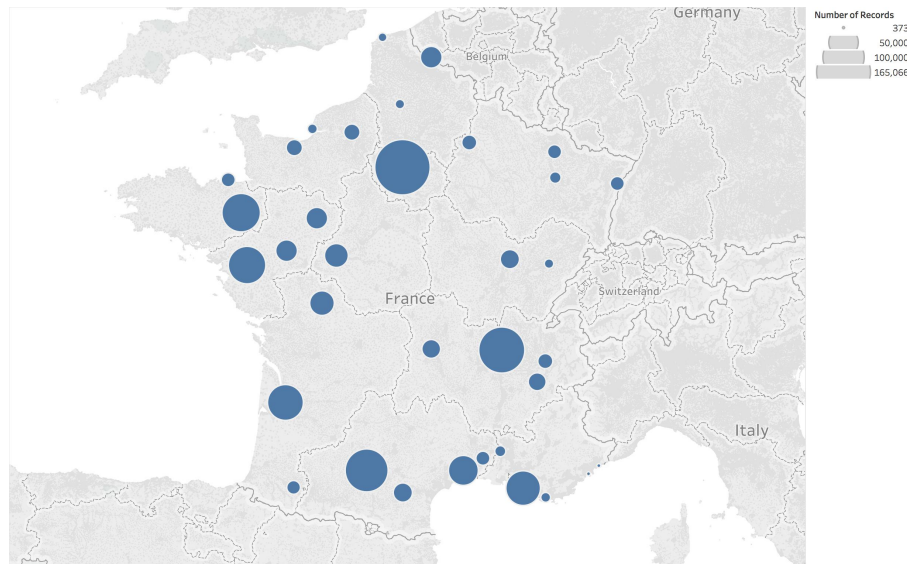 Germany
Belgium
France
Switzerland
Italy
Number of Records
373
50,000
100,000
165,066